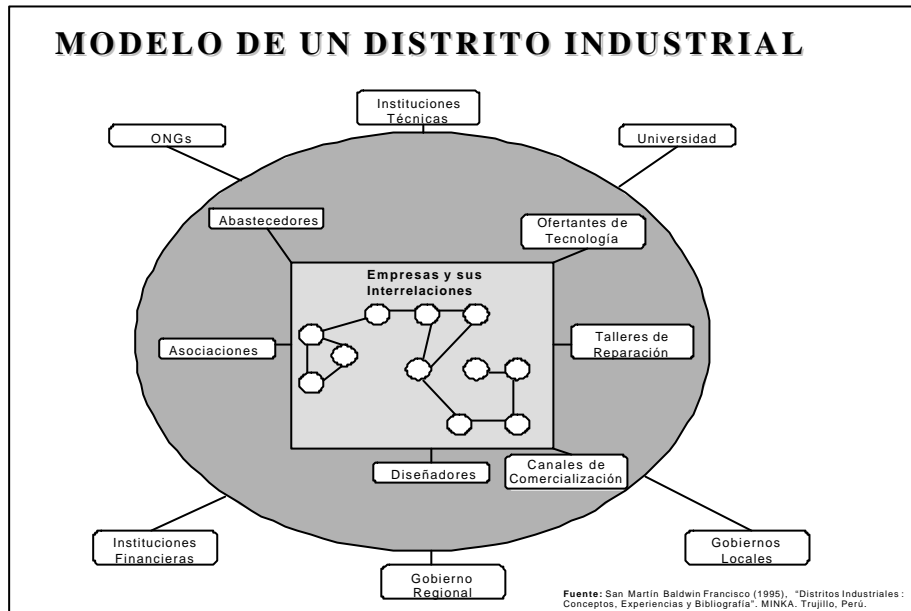 MODELO DE UN DISTRITO INDUSTRIAL
Instituciones
Técnicas
ONGs
Universidad
Abastecedores
Ofertantes de
Tecnología
Empresas y sus
Interrelaciones
Asociaciones
Talleres de
Reparación
Diseñadores
Canales de
Comercialización
Instituciones
Financieras
Gobiernos
Locales
Gobierno
Regional
Fuente: San Martín Baldwin Francisco (1995), "Distritos Industriales:
Conceptos, Experiencias y Bibliografía". MINKA. Trujillo, Perú.